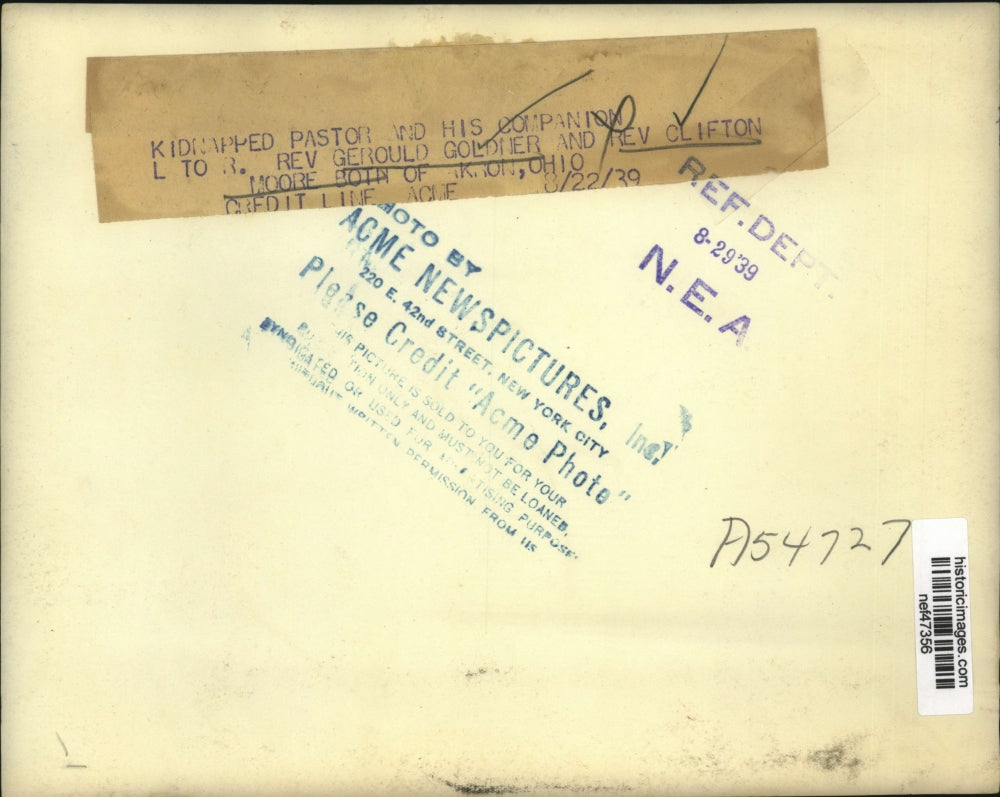 KIDNAPPED PASTOR AND HIS COMPANION
L TO R. REV GEROULD GOLDNER AND REV CLIFTON
MOORE BOTH OF AKRON, OHIO
CREDIT LINE ACME 8/22/39
REF. DEPT.
8-29'39
N.E.A
PHOTO BY
ACME NEWSPICTURES, Inc.
220 E. 42nd STREET, NEW YORK CITY
Please Credit "Acme Photo"
THIS PICTURE IS SOLD TO YOU FOR YOUR
PUBLICATION ONLY AND MUST NOT BE LOANED,
SYNDICATED OR USED FOR ADVERTISING PURPOSE
WITHOUT WRITTEN PERMISSION FROM US
A54727
historicimages.com
nef47356